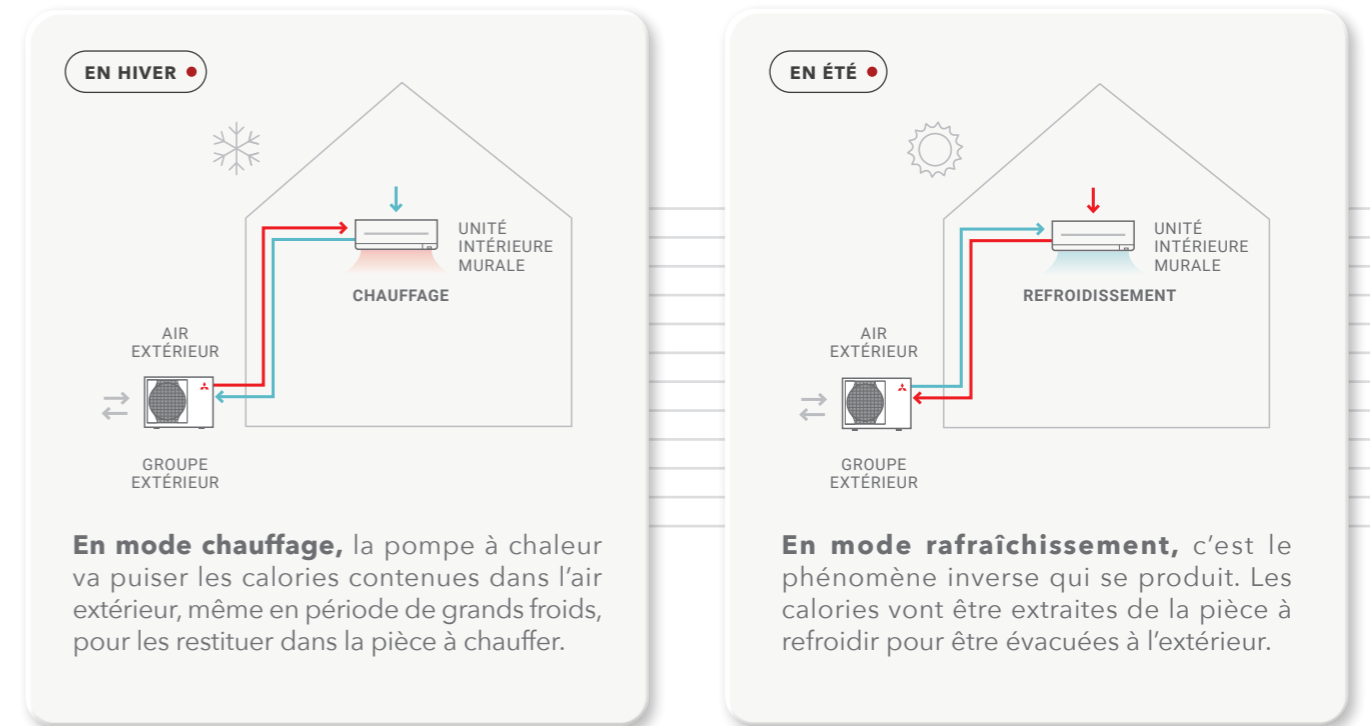 EN HIVER
UNITÉ
INTÉRIEURE
MURALE
CHAUFFAGE
AIR
EXTÉRIEUR
GROUPE
EXTÉRIEUR
En mode chauffage, la pompe à chaleur
va puiser les calories contenues dans l’air
extérieur, même en période de grands froids,
pour les restituer dans la pièce à chauffer.
EN ÉTÉ
UNITÉ
INTÉRIEURE
MURALE
REFROIDISSEMENT
AIR
EXTÉRIEUR
GROUPE
EXTÉRIEUR
En mode rafraîchissement, c’est le
phénomène inverse qui se produit. Les
calories vont être extraites de la pièce à
refroidir pour être évacuées à l’extérieur.